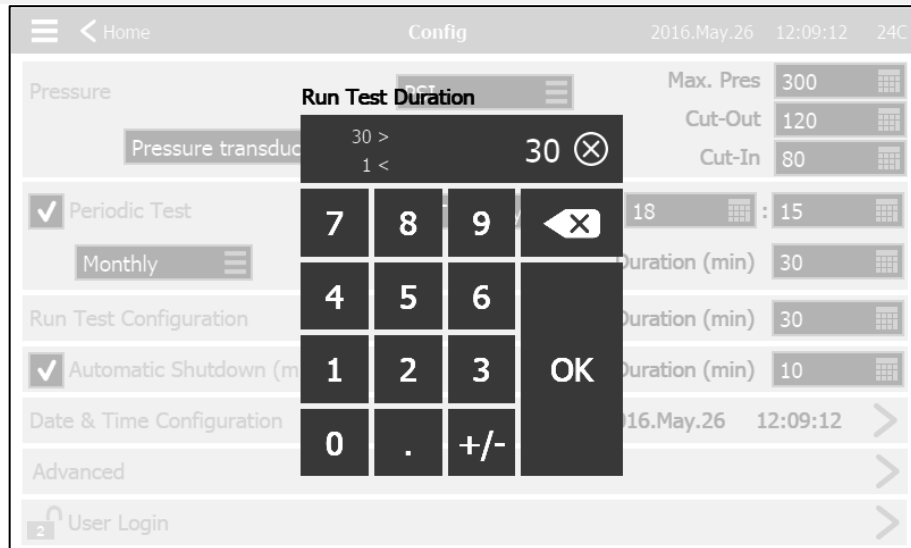 Home Config 2016.May.26 12:09:12 24C
Pressure PSI Max. Pres 300
Run Test Duration
Cut-Out 120
Pressure transduc
30 >
1 <
30
Cut-In 80
Periodic Test
18 : 15
7 8 9
Monthly
Duration (min) 30
4 5 6
Run Test Configuration
Duration (min) 30
Automatic Shutdown (m
1 2 3 OK
Duration (min) 10
Date & Time Configuration
016.May.26 12:09:12
0 . +/-
Advanced
2 User Login